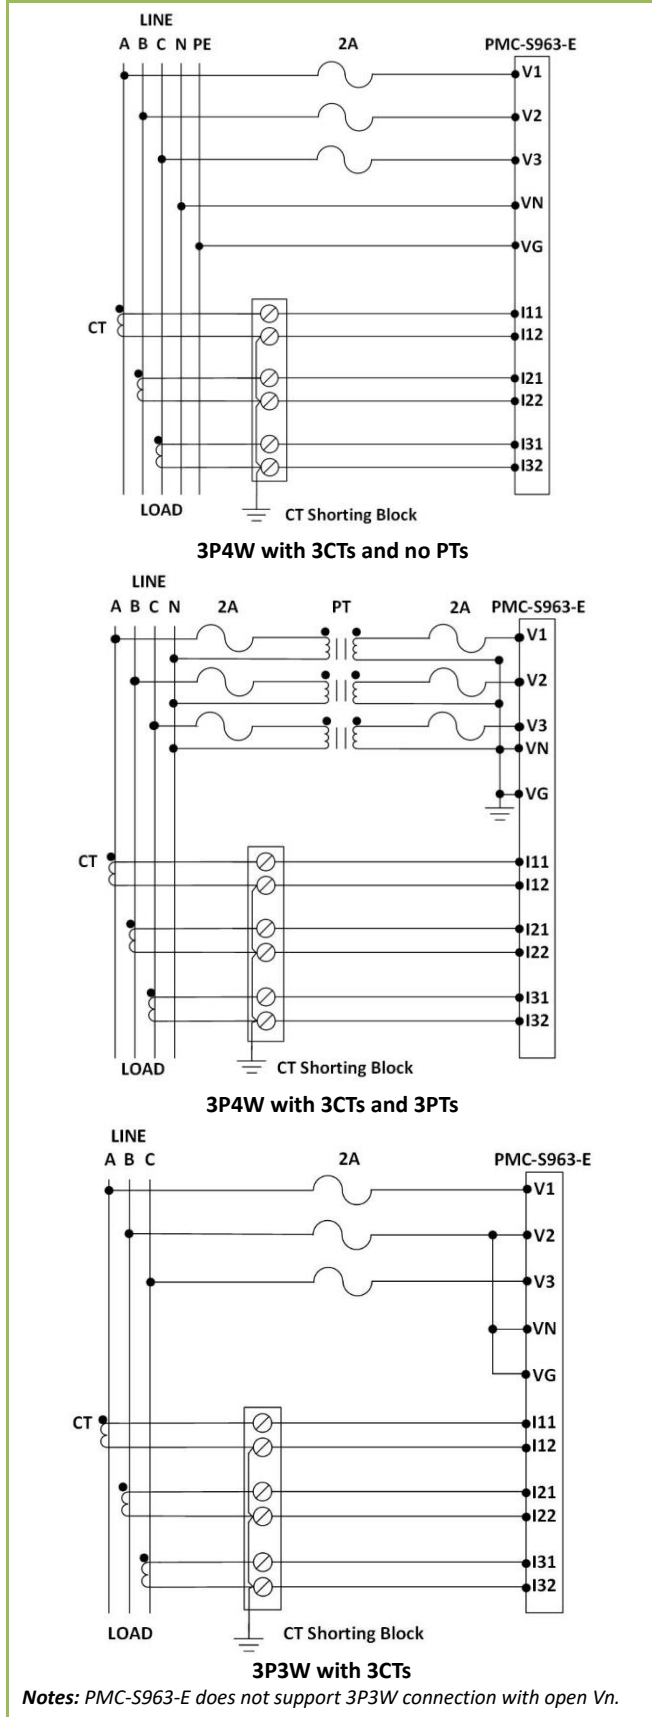 LINE
A B C N PE 2A PMC-S963-E
V1
V2
V3
VN
VG
I11
CT
I12
I21
I22
I31
I32
LOAD CT Shorting Block
3P4W with 3CTs and no PTs
LINE
A B C N 2A PT 2A PMC-S963-E
V1
V2
V3
VN
VG
CT I11
I12
I21
I22
I31
I32
LOAD CT Shorting Block
3P4W with 3CTs and 3PTs
LINE
A B C 2A PMC-S963-E
V1
V2
V3
VN
VG
CT I11
I12
I21
I22
I31
I32
LOAD CT Shorting Block
3P3W with 3CTs
Notes: PMC-S963-E does not support 3P3W connection with open Vn.